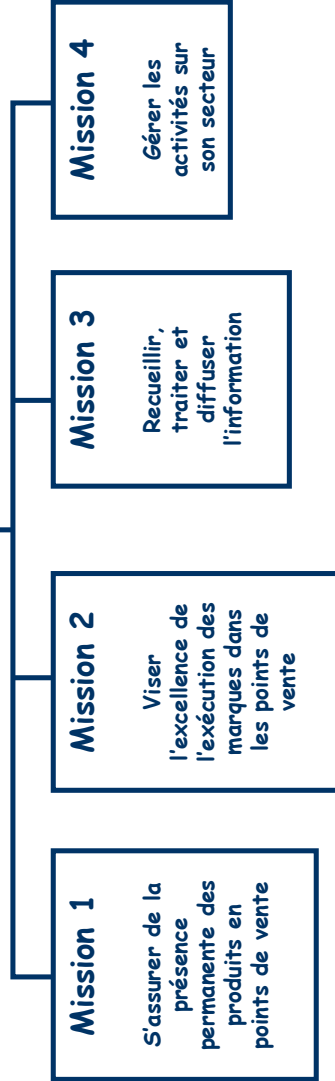 Mission 1
S'assurer de la
présence
permanente des
produits en
points de vente
Mission 2
Viser
l'excellence de
l'exécution des
marques dans
les points de
vente
Mission 3
Recueillir,
traiter et
diffuser
l'information
Mission 4
Gérer les
activités sur
son secteur